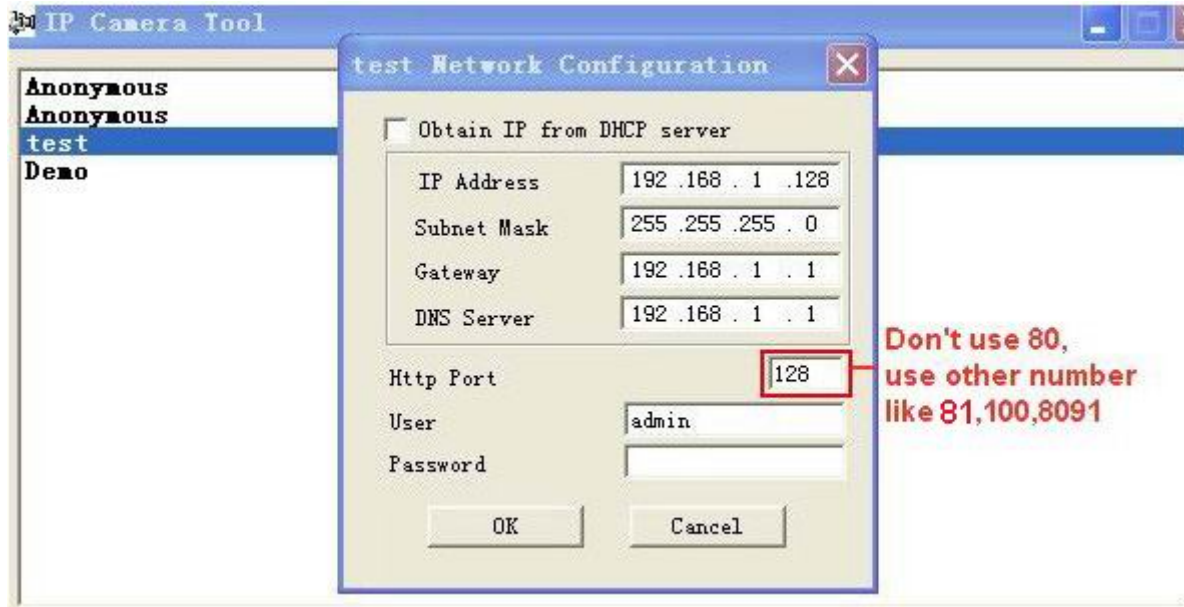 IP Camera Tool
test Network Configuration
Anonymous
Anonymous
test
Demo
Obtain IP from DHCP server
IP Address 192 .168 . 1 .128
Subnet Mask 255 .255 .255 . 0
Gateway 192 .168 . 1 . 1
DNS Server 192 .168 . 1 . 1
Http Port 128
User admin
Password
OK Cancel
Don't use 80,
use other number
like 81,100,8091